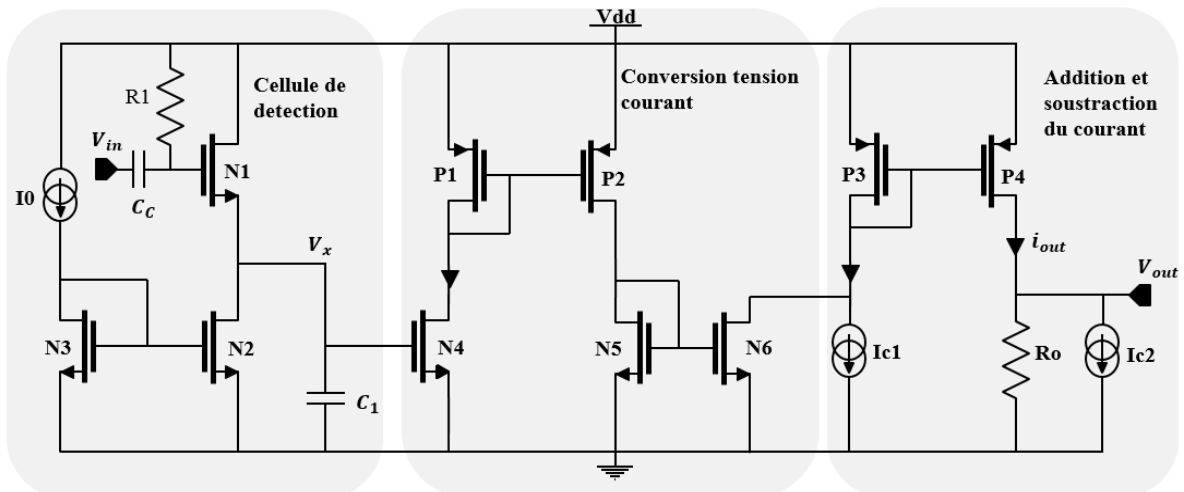 Vdd
Cellule de
detection
Conversion tension
courant
Addition et
soustraction
du courant
R1
V_in
C_C
N1
I0
V_x
N3
N2
C_1
P1
P2
N4
N5
N6
P3
P4
i_out
V_out
Ic1
Ro
Ic2